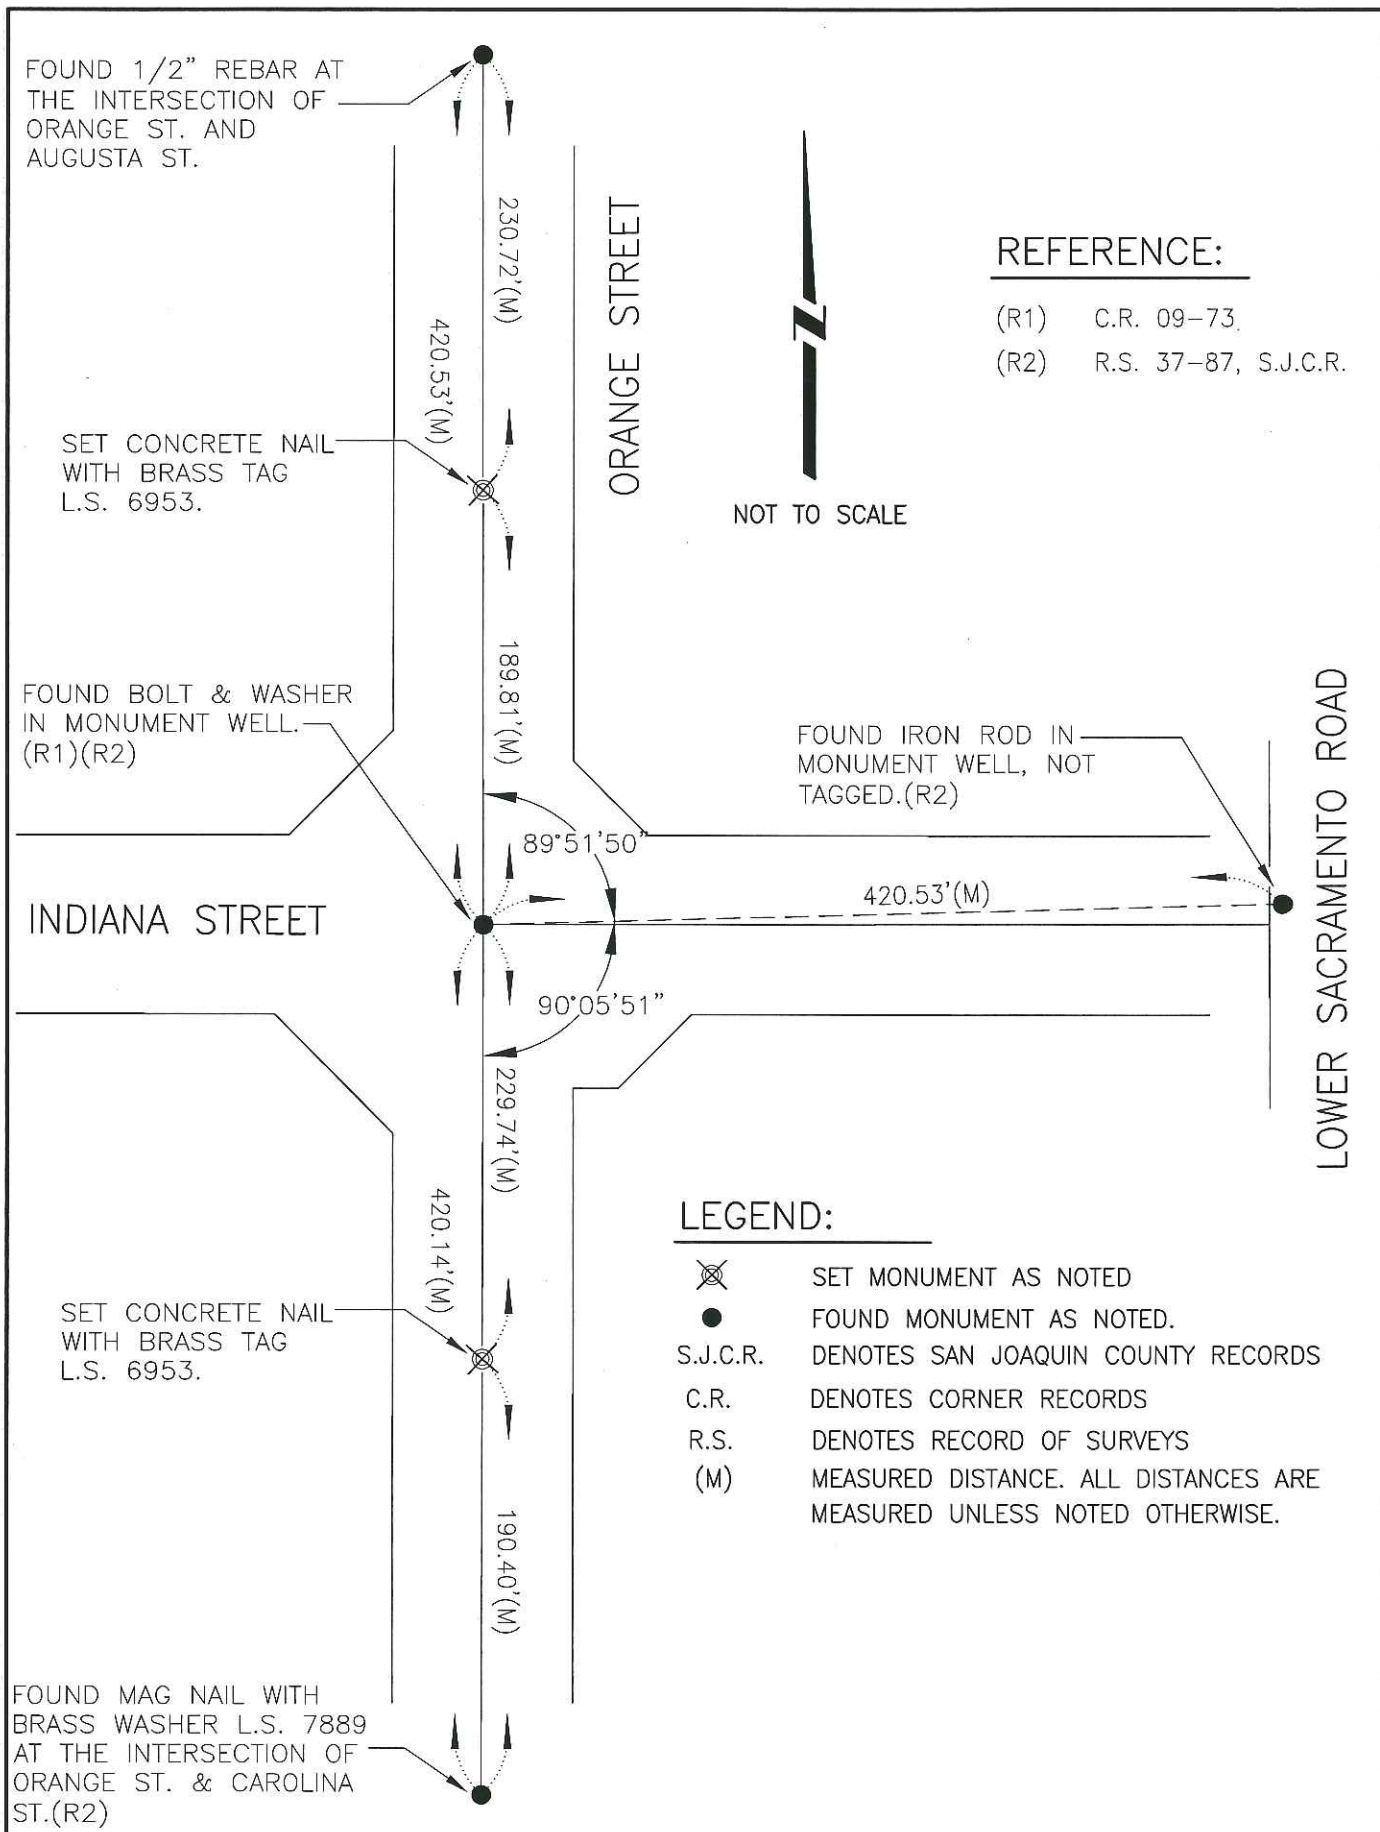 FOUND 1/2" REBAR AT
THE INTERSECTION OF
ORANGE ST. AND
AUGUSTA ST.
230.72'(M)
420.53'(M)
ORANGE STREET
REFERENCE:
(R1) C.R. 09-73
(R2) R.S. 37-87, S.J.C.R.
NOT TO SCALE
SET CONCRETE NAIL
WITH BRASS TAG
L.S. 6953.
189.81'(M)
FOUND BOLT & WASHER
IN MONUMENT WELL.
(R1)(R2)
FOUND IRON ROD IN
MONUMENT WELL, NOT
TAGGED.(R2)
LOWER SACRAMENTO ROAD
89°51'50"
INDIANA STREET
420.53'(M)
90°05'51"
229.74'(M)
420.14'(M)
SET CONCRETE NAIL
WITH BRASS TAG
L.S. 6953.
190.40'(M)
LEGEND:
SET MONUMENT AS NOTED
FOUND MONUMENT AS NOTED.
S.J.C.R. DENOTES SAN JOAQUIN COUNTY RECORDS
C.R. DENOTES CORNER RECORDS
R.S. DENOTES RECORD OF SURVEYS
(M) MEASURED DISTANCE. ALL DISTANCES ARE
MEASURED UNLESS NOTED OTHERWISE.
FOUND MAG NAIL WITH
BRASS WASHER L.S. 7889
AT THE INTERSECTION OF
ORANGE ST. & CAROLINA
ST.(R2)